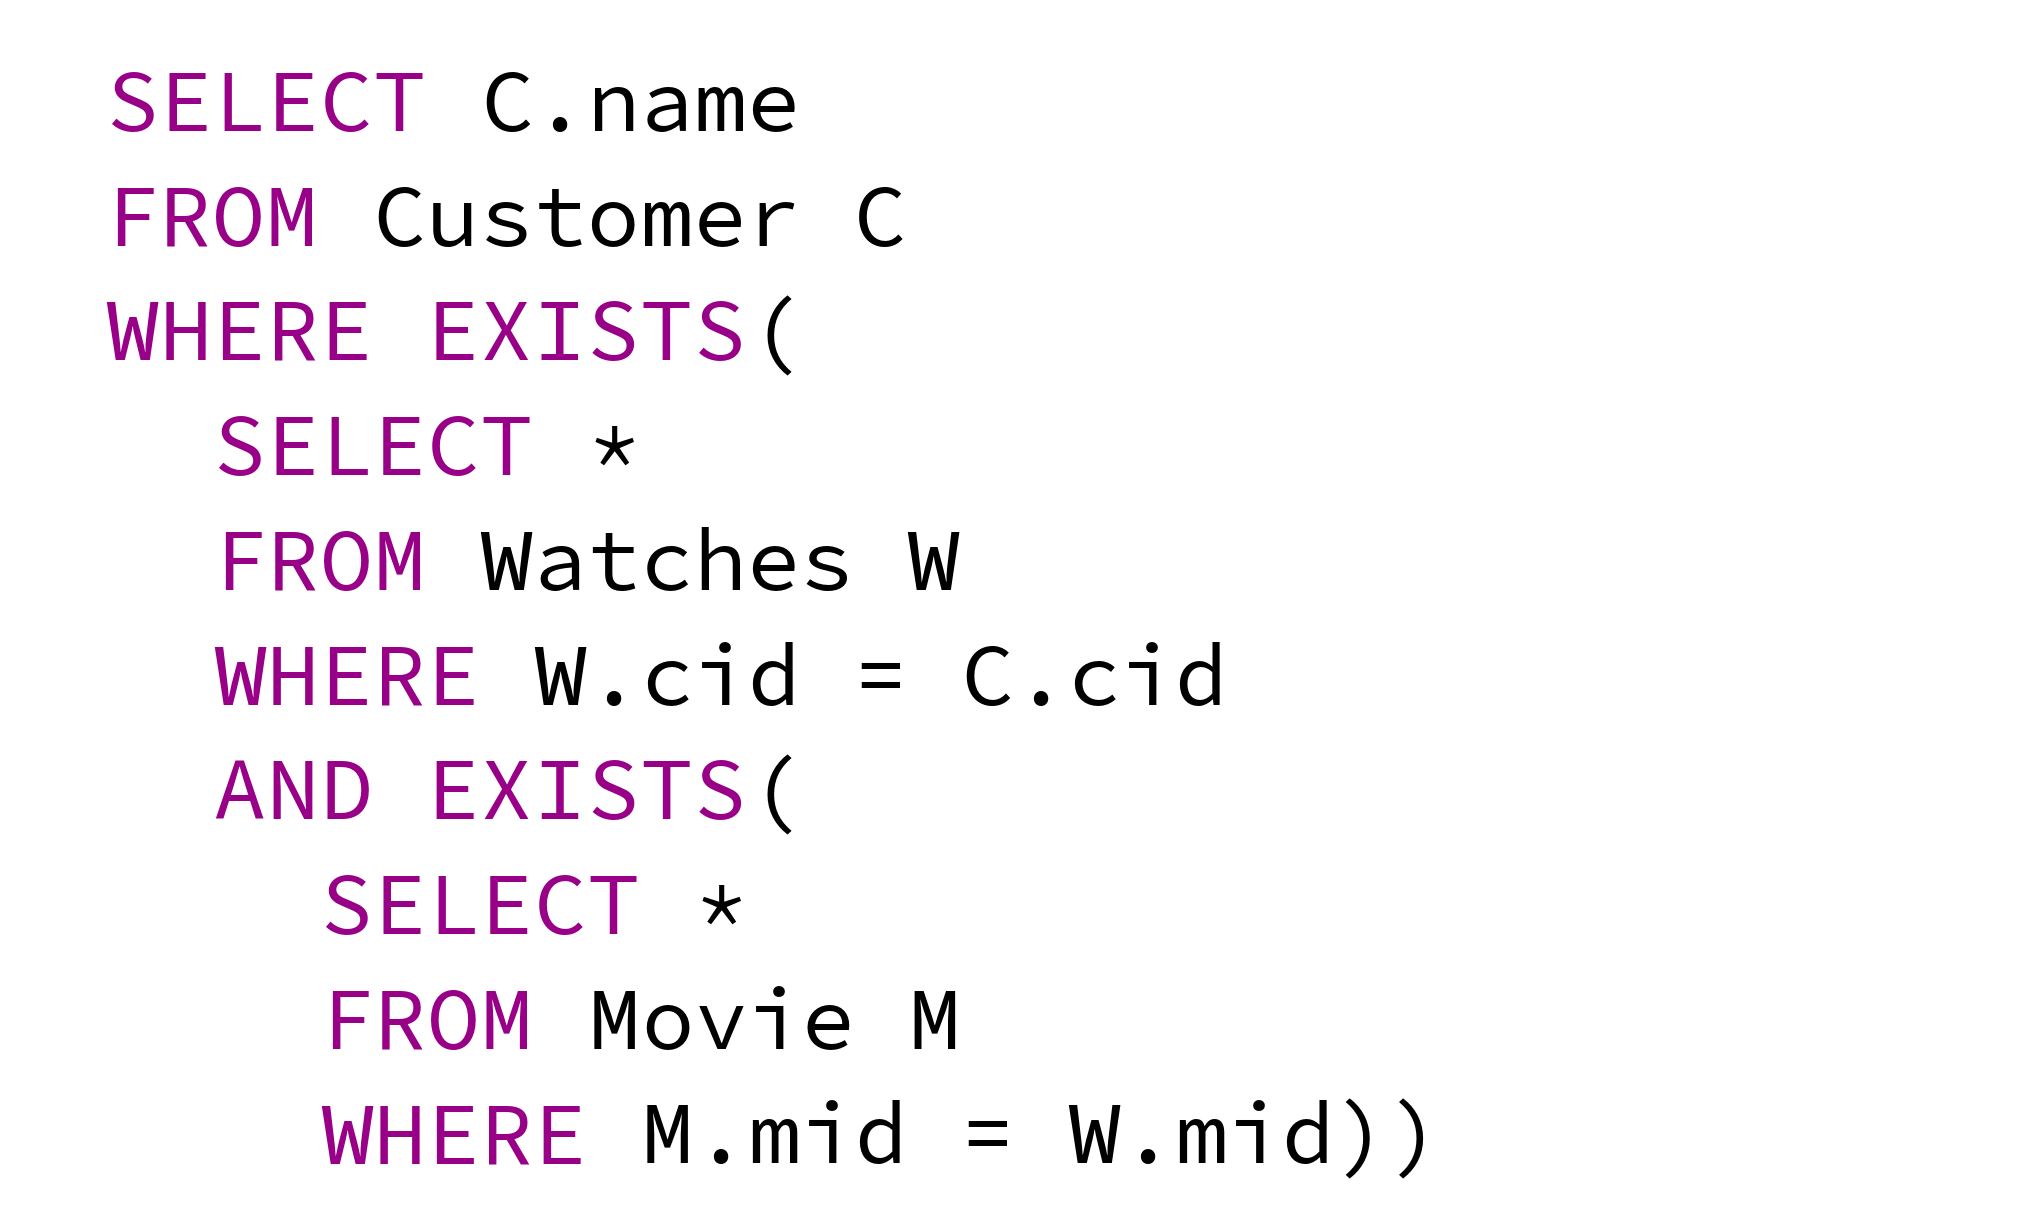 SELECT C.name
FROM Customer C
WHERE EXISTS(
  SELECT *
  FROM Watches W
  WHERE W.cid = C.cid
  AND EXISTS(
    SELECT *
    FROM Movie M
    WHERE M.mid = W.mid))